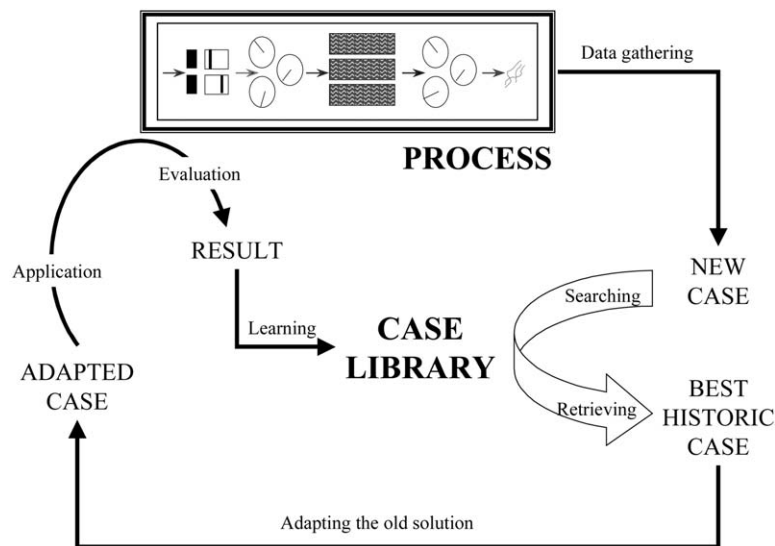 Data gathering
PROCESS
Evaluation
RESULT
Application
NEW
CASE
Searching
Learning
CASE
LIBRARY
ADAPTED
CASE
Retrieving
BEST
HISTORIC
CASE
Adapting the old solution